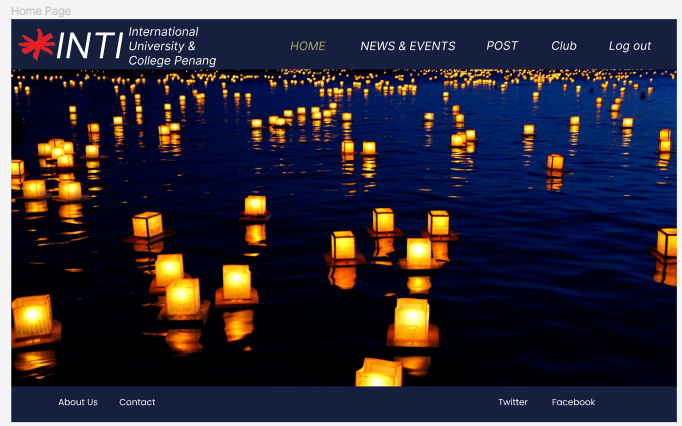 Home Page
INTI
International
University &
College Penang
HOME
NEWS & EVENTS
POST
Club
Log out
About Us
Contact
Twitter
Facebook